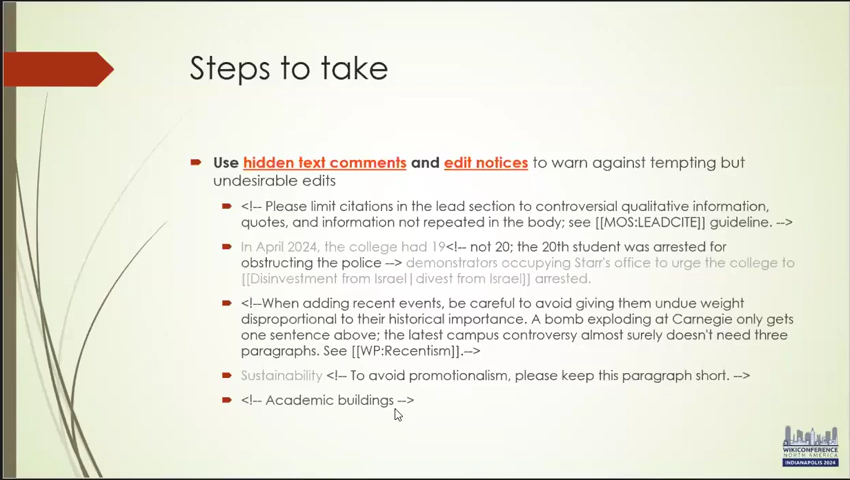 Steps to take
Use hidden text comments and edit notices to warn against tempting but
undesirable edits
<!-- Please limit citations in the lead section to controversial qualitative information,
quotes, and information not repeated in the body; see [[MOS:LEADCITE]] guideline. -->
In April 2024, the college had 19<!-- not 20; the 20th student was arrested for
obstructing the police --> demonstrators occupying Starr's office to urge the college to
[[Disinvestment from Israel|divest from Israel]] arrested.
<!--When adding recent events, be careful to avoid giving them undue weight
disproportional to their historical importance. A bomb exploding at Carnegie only gets
one sentence above; the latest campus controversy almost surely doesn't need three
paragraphs. See [[WP:Recentism]].-->
Sustainability <!-- To avoid promotionalism, please keep this paragraph short. -->
<!-- Academic buildings -->
WIKICONFERENCE
NORTH AMERICA
INDIANAPOLIS 2024